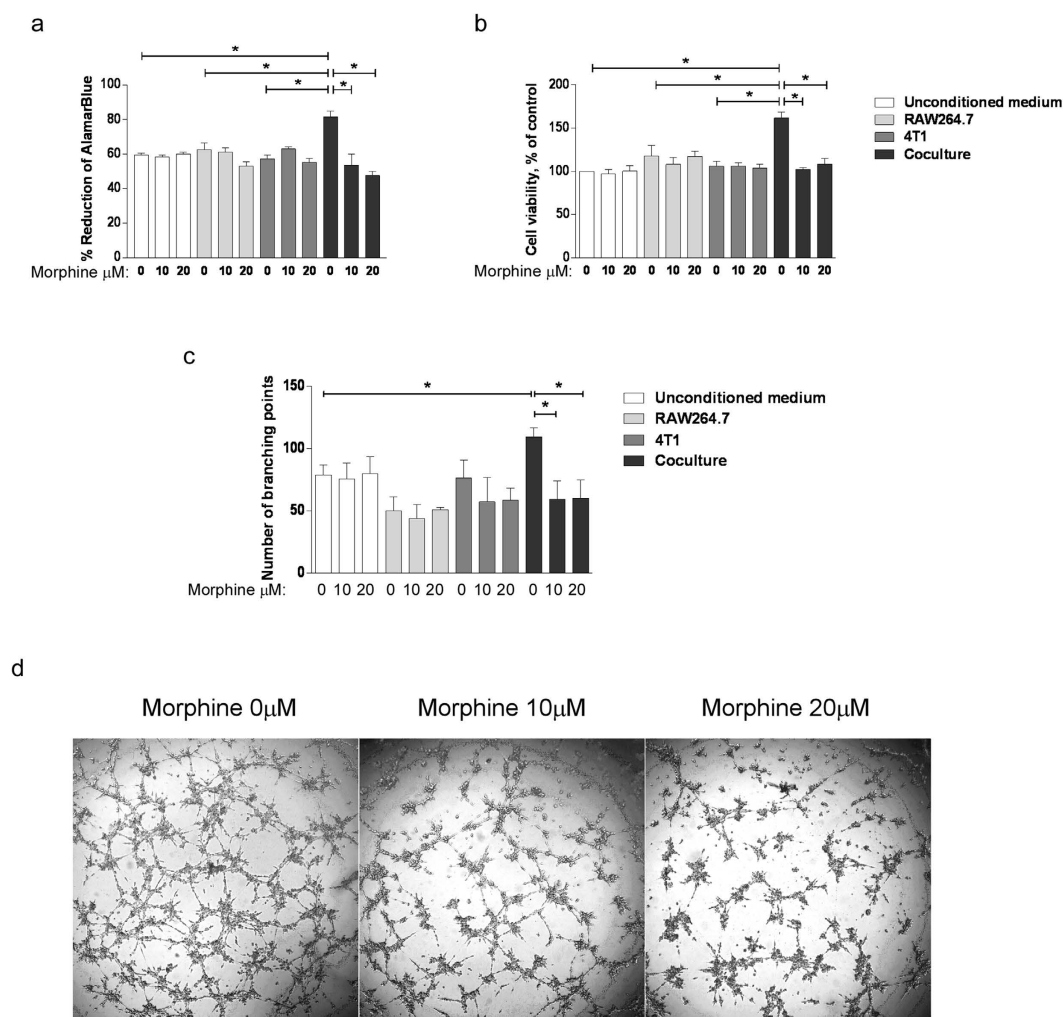 a
*
*
*
*
*
% Reduction of AlamarBlue
100
80
60
40
20
0
Morphine μM: 0 10 20 0 10 20 0 10 20 0 10 20
b
*
*
*
*
*
Cell viability, % of control
200
150
100
50
0
Morphine μM: 0 10 20 0 10 20 0 10 20 0 10 20
Unconditioned medium
RAW264.7
4T1
Coculture
c
*
*
*
Number of branching points
150
100
50
0
Morphine μM: 0 10 20 0 10 20 0 10 20 0 10 20
Unconditioned medium
RAW264.7
4T1
Coculture
d
Morphine 0μM
Morphine 10μM
Morphine 20μM